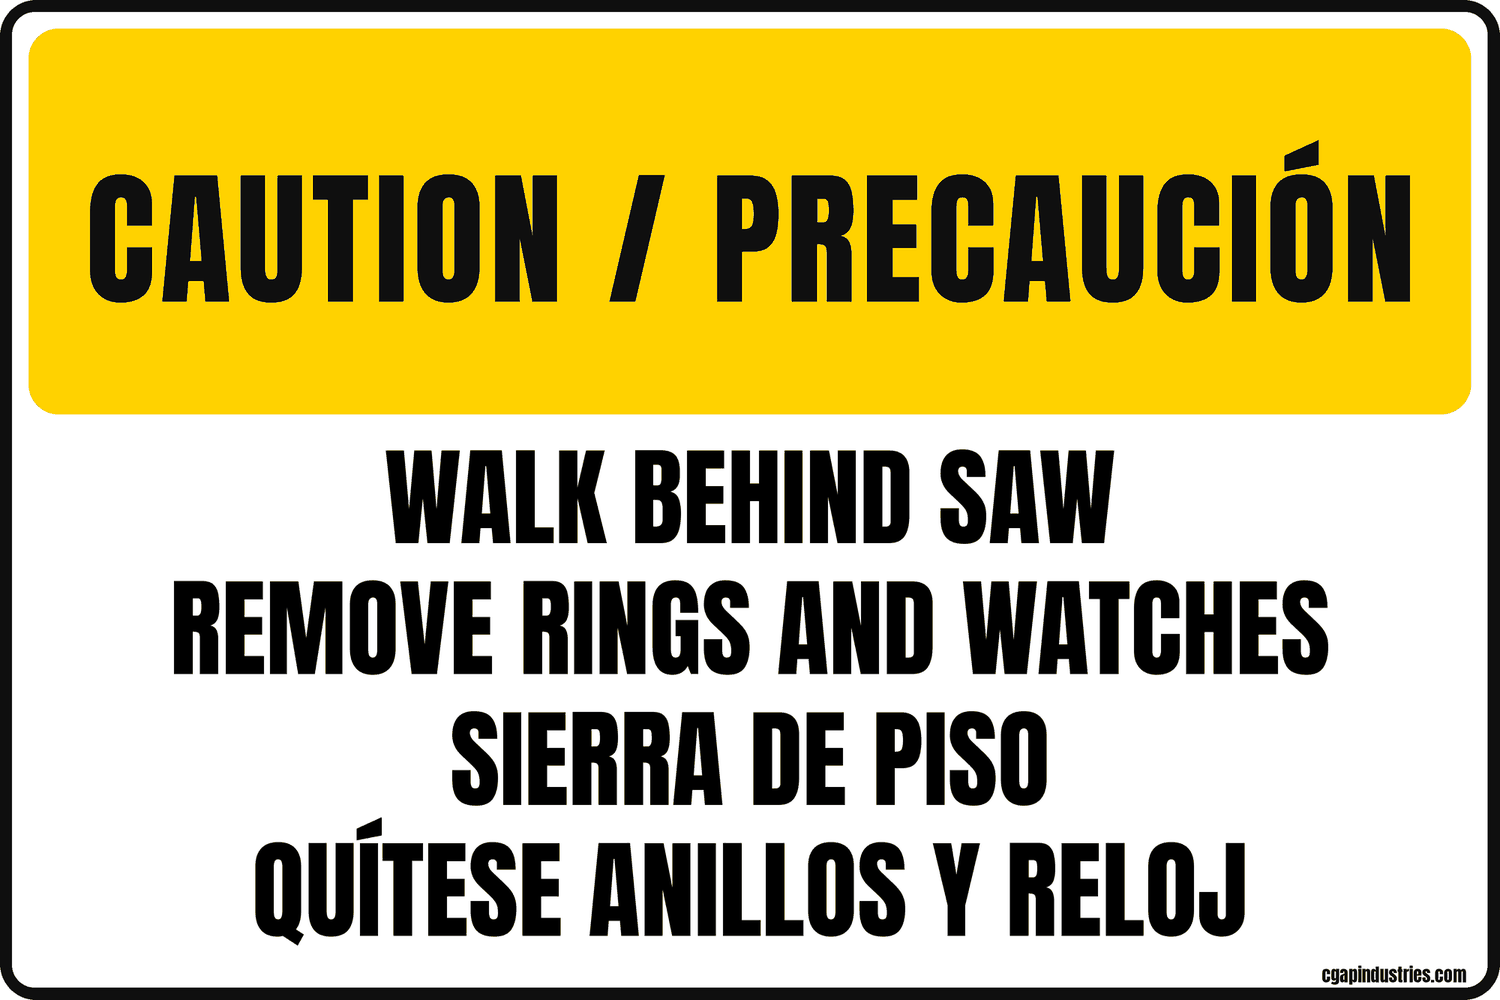 CAUTION / PRECAUCIÓN
WALK BEHIND SAW
REMOVE RINGS AND WATCHES
SIERRA DE PISO
QUÍTESE ANILLOS Y RELOJ
cgapindustries.com